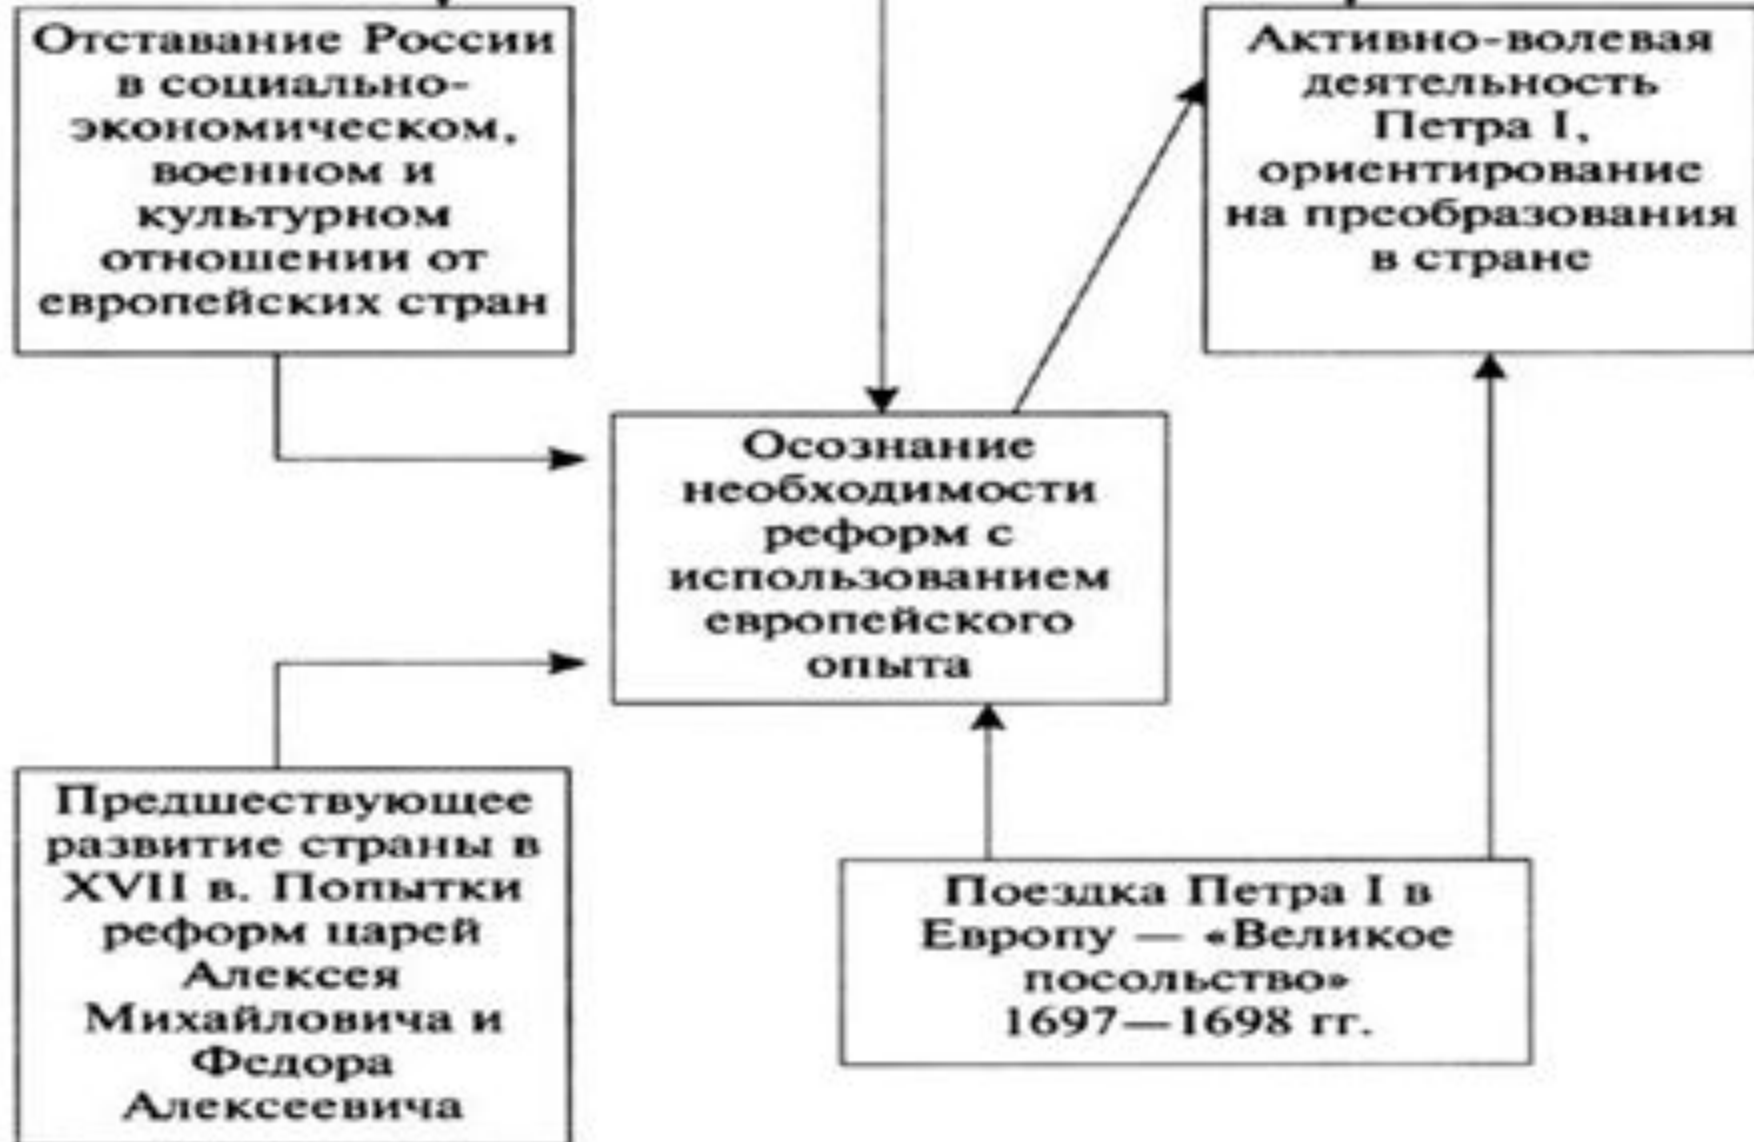 Отставание России
в социально-
экономическом,
военном и
культурном
отношении от
европейских стран
Активно-волевая
деятельность
Петра I,
ориентирование
на преобразования
в стране
Осознание
необходимости
реформ с
использованием
европейского
опыта
Предшествующее
развитие страны в
XVII в. Попытки
реформ царей
Алексея
Михайловича и
Федора
Алексеевича
Поездка Петра I в
Европу — «Великое
посольство»
1697—1698 гг.